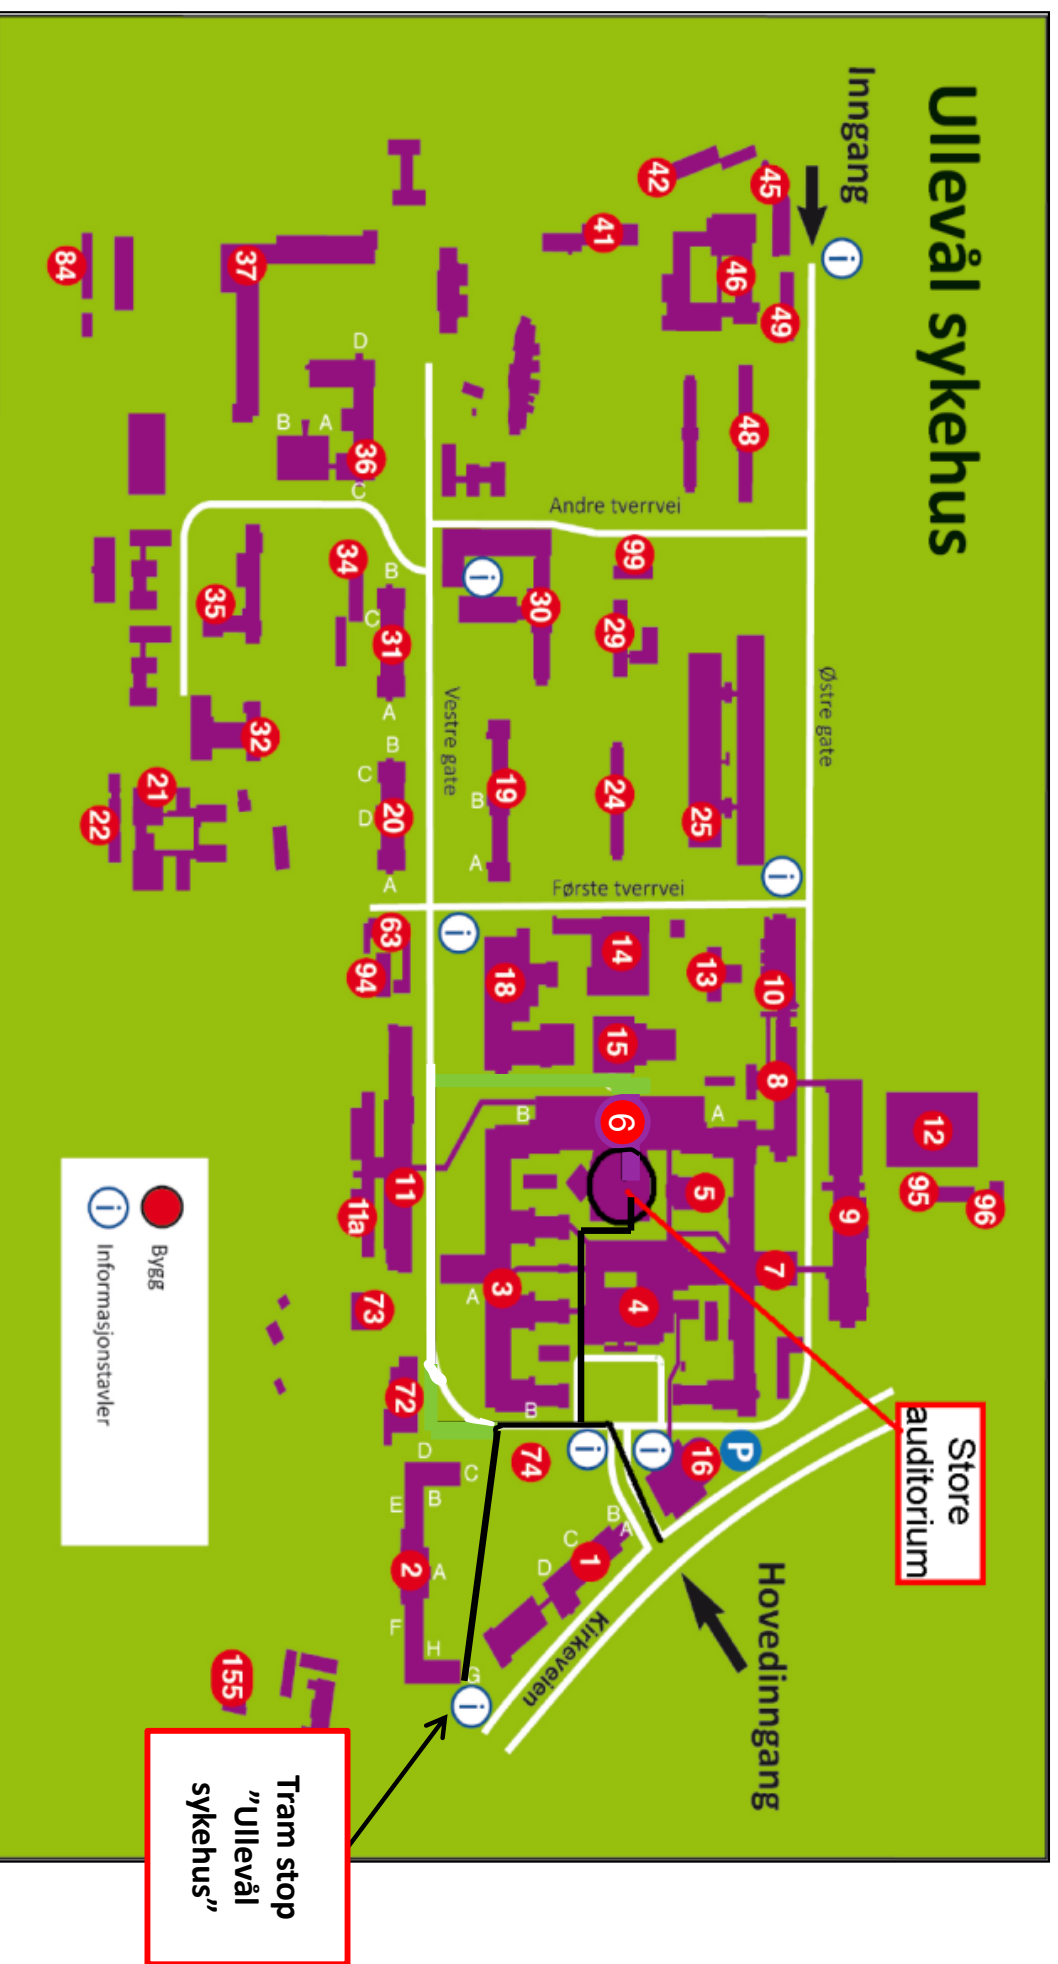 Ullevål sykehus
Inngang
i
45
42
41
46
49
48
84
37
D
B
A
36
C
Andre tverrvei
99
29
30
i
34
B
C
31
A
35
32
B
C
D
20
A
21
22
Vestre gate
Østre gate
19
B
A
24
25
i
Første tverrvei
63
94
i
18
14
13
10
15
8
12
95
96
9
B
6
A
5
7
11
11a
3
A
4
73
72
B
74
i
i
16
P
Store
auditorium
D
C
B
E
2
A
F
H
G
B
A
C
1
D
Kirkeveien
Hovedinngang
i
155
Tram stop
”Ullevål
sykehus”
Bygg
i
Informasjonstavler